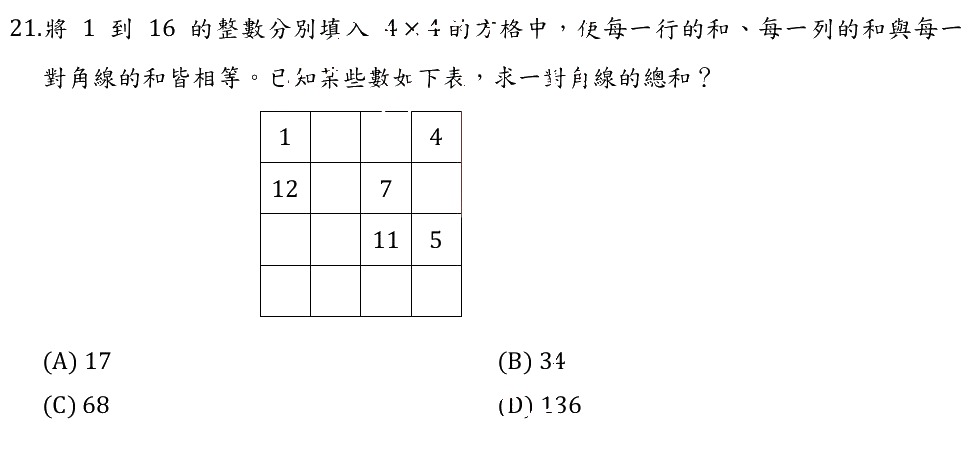 21.將 1 到 16 的整數分別填入 4×4的方格中，使每一行的和、每一列的和與每一
對角線的和皆相等。已知某些數如下表，求一對角線的總和？
1 4
12 7
11 5
(A) 17 (B) 34
(C) 68 (D) 136